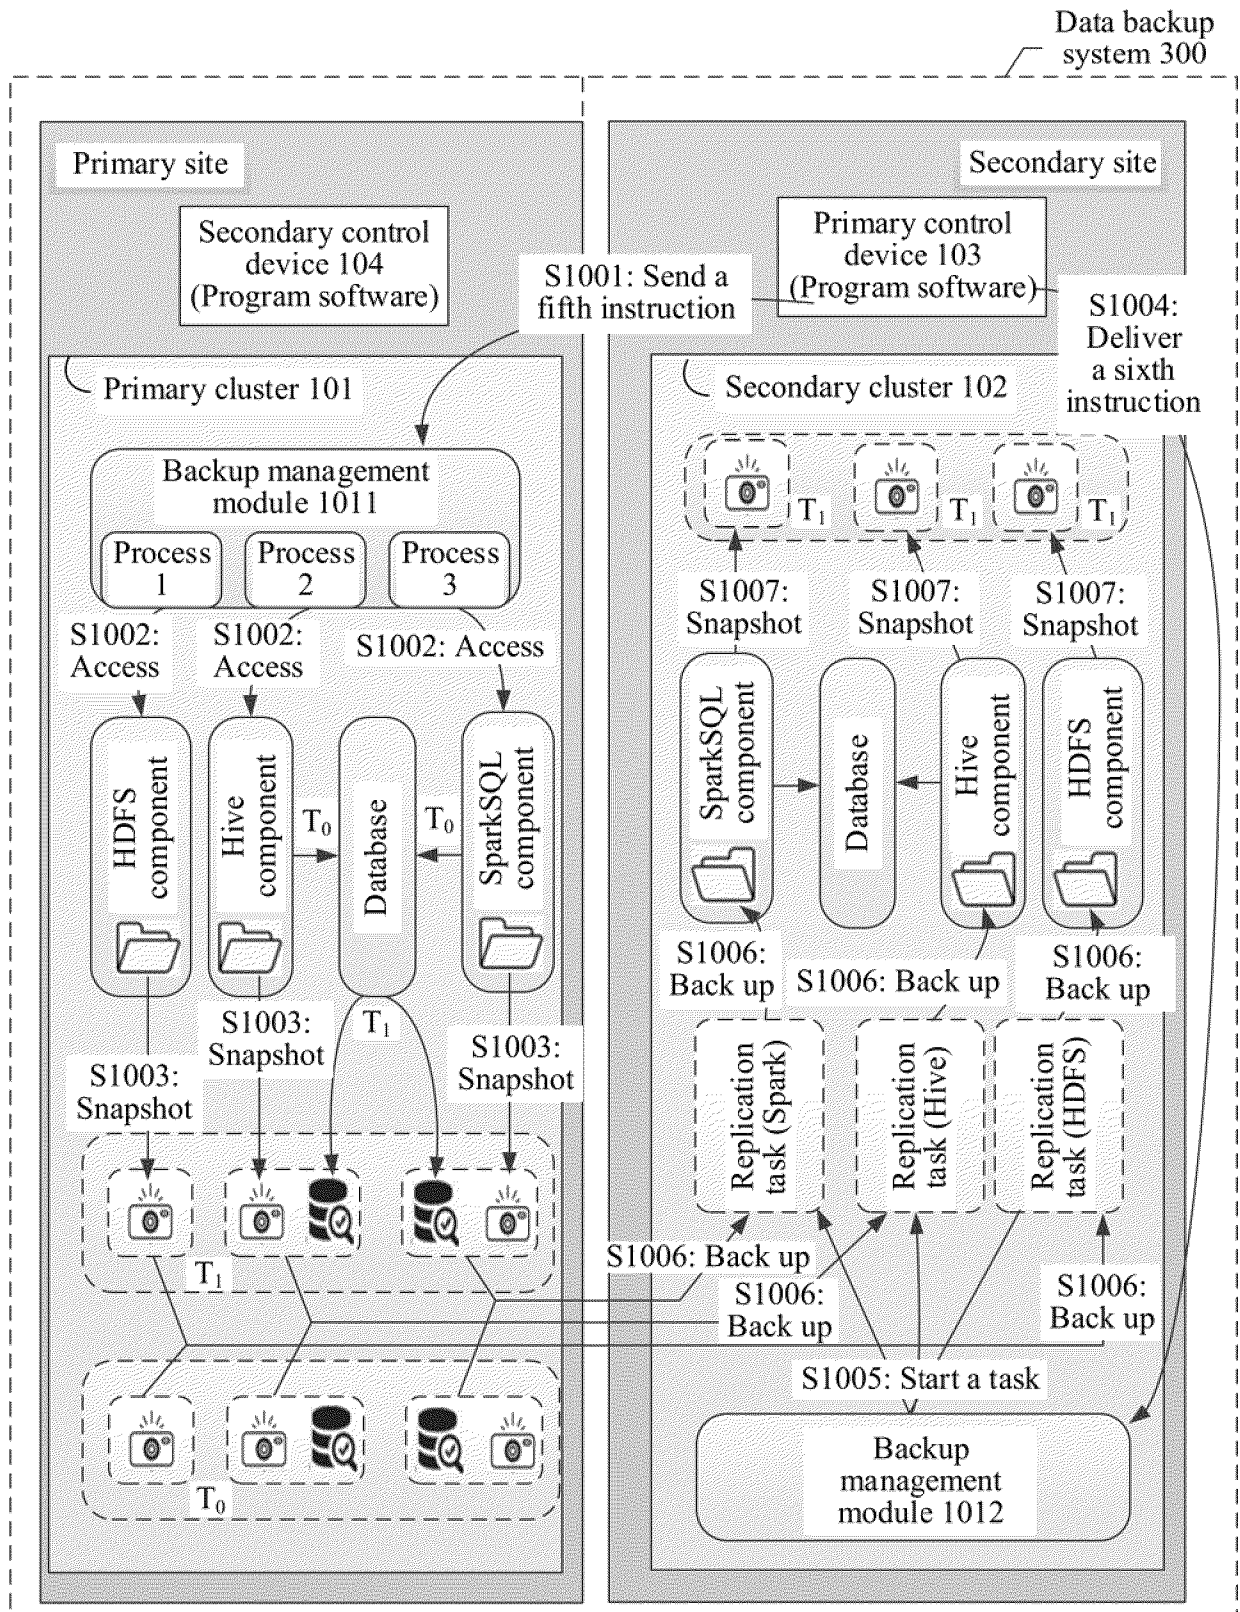 Data backup
system 300
Primary site
Secondary site
Secondary control
device 104
(Program software)
Primary control
device 103
(Program software)
S1001: Send a
fifth instruction
S1004:
Deliver
a sixth
instruction
Primary cluster 101
Secondary cluster 102
Backup management
module 1011
Process
1
Process
2
Process
3
S1002:
Access
S1002:
Access
S1002: Access
HDFS
component
Hive
component
Database
SparkSQL
component
T0
T0
T1
S1003:
Snapshot
S1003:
Snapshot
S1003:
Snapshot
T1
T0
T1
T1
T1
S1007:
Snapshot
S1007:
Snapshot
S1007:
Snapshot
SparkSQL
component
Database
Hive
component
HDFS
component
S1006:
Back up
S1006: Back up
S1006:
Back up
Replication
task (Spark)
Replication
task (Hive)
Replication
task (HDFS)
S1006: Back up
S1006:
Back up
S1006:
Back up
S1005: Start a task
Backup
management
module 1012